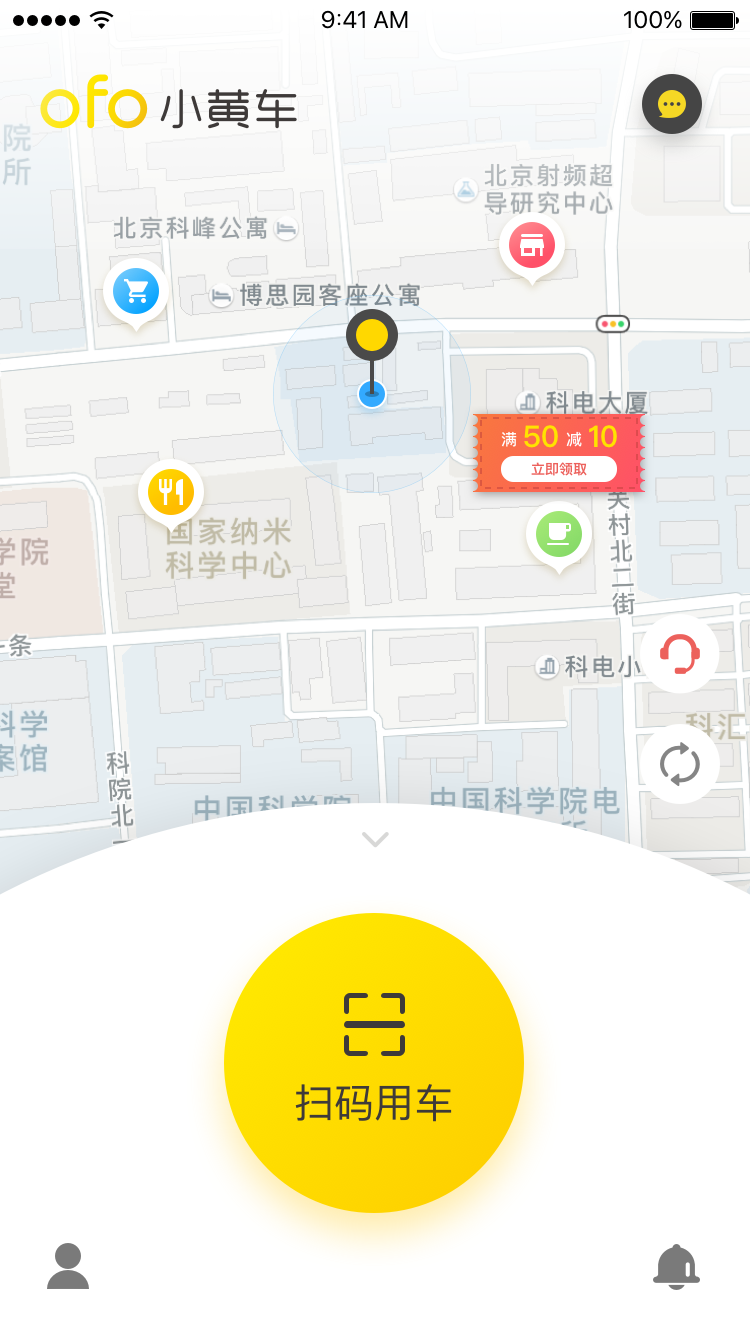 9:41 AM
100%
ofo 小黄车
院
所
北京射频超
导研究中心
北京科峰公寓
博思园客座公寓
科电大厦
满 50 减 10
立即领取
国家纳米
科学中心
学院
堂
关村北二街
条
科电小
科学
案馆
科汇
科院北
中国科学院
中国科学院电
所
扫码用车